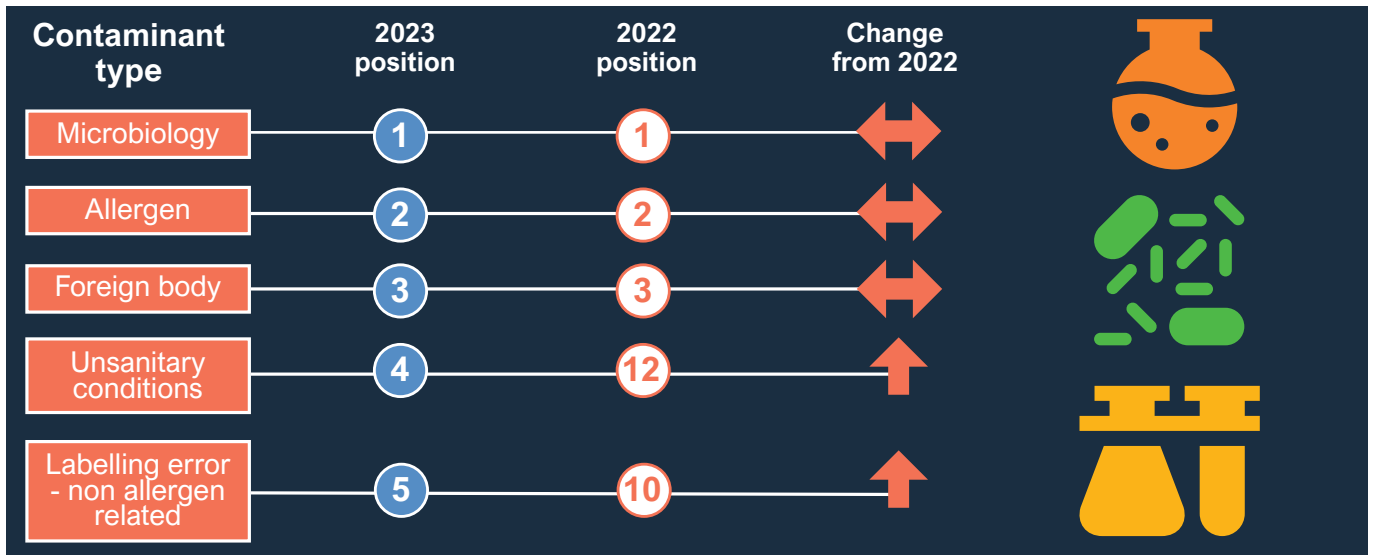 Contaminant
type
2023
position
2022
position
Change
from 2022
Microbiology
1
1
Allergen
2
2
Foreign body
3
3
Unsanitary
conditions
4
12
Labelling error
- non allergen
related
5
10